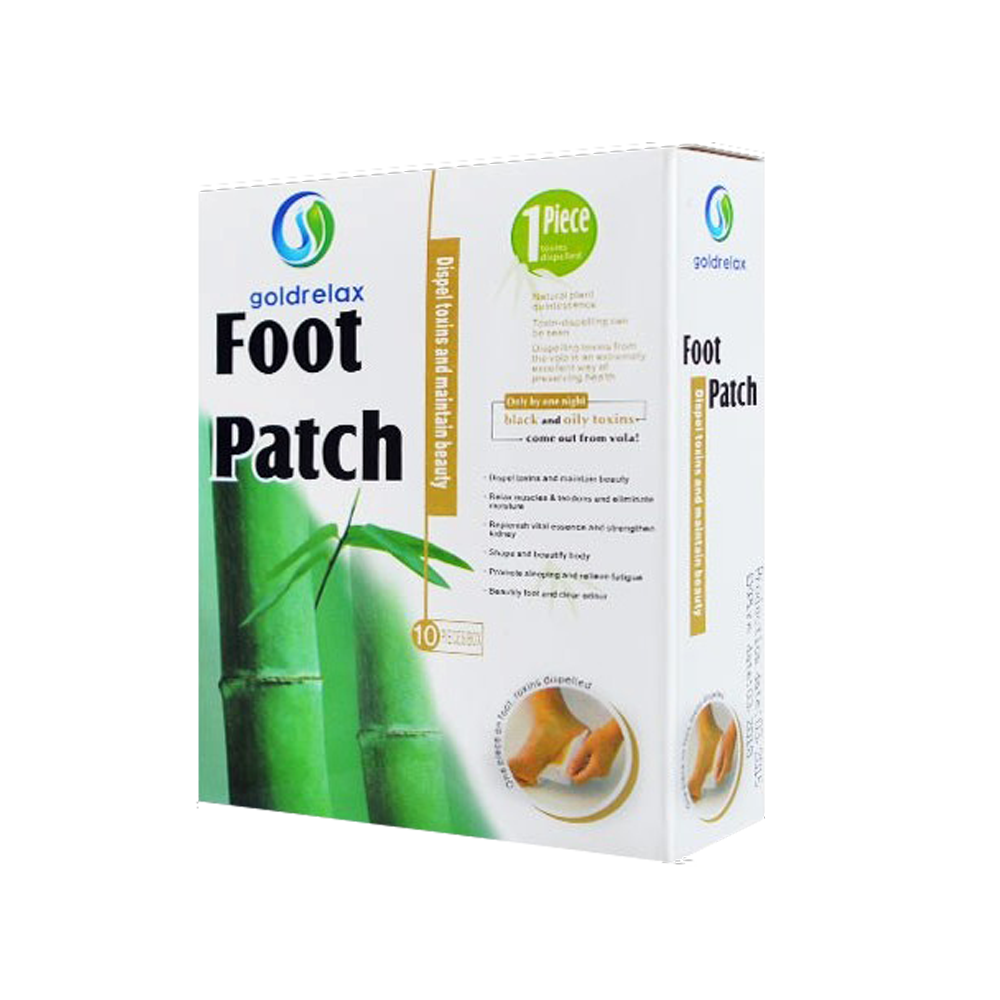 goldrelax
Foot
Patch
Dispel toxins and maintain beauty
10 PIECES/BOX
1 Piece
toxins
dispelled
Natural plant
quintessence
Toxin-dispelling can
be seen
Dispelling toxins from
the vola is an extremely
excellent way of
preserving health
Only by one night
black and oily toxins
come out from vola!
· Dispel toxins and maintain beauty
· Relax muscles & tendons and eliminate
moisture
· Replenish vital essence and strengthen
kidney
· Shape and beautify body
· Promote sleeping and relieve fatigue
· Beautify foot and clear odour
One piece on foot, toxins dispelled
goldrelax
Foot
Patch
Dispel toxins and maintain beauty